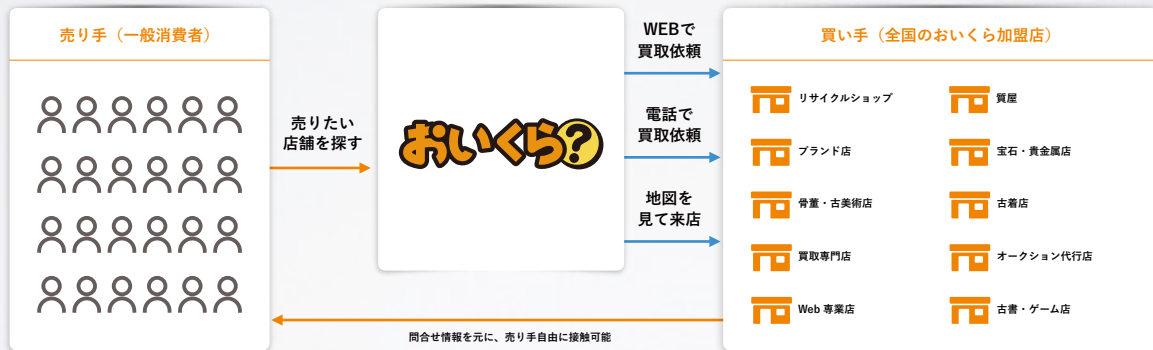 売り手（一般消費者）
売りたい
店舗を探す
おいくら?
WEBで
買取依頼
電話で
買取依頼
地図を
見て来店
買い手（全国のおいくら加盟店）
リサイクルショップ
質屋
ブランド店
宝石・貴金属店
骨董・古美術店
古着店
買取専門店
オークション代行店
Web 専業店
古書・ゲーム店
問合せ情報を元に、売り手自由に接触可能